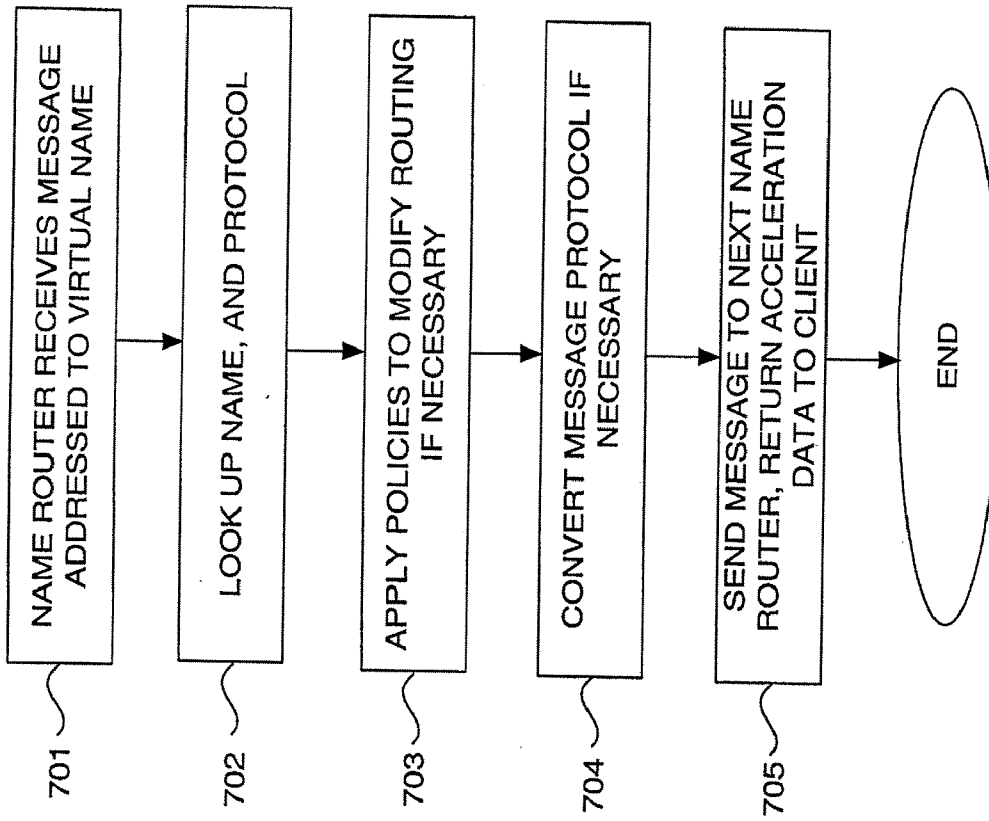 701
NAME ROUTER RECEIVES MESSAGE
ADDRESSED TO VIRTUAL NAME
702
LOOK UP NAME, AND PROTOCOL
703
APPLY POLICIES TO MODIFY ROUTING
IF NECESSARY
704
CONVERT MESSAGE PROTOCOL IF
NECESSARY
705
SEND MESSAGE TO NEXT NAME
ROUTER, RETURN ACCELERATION
DATA TO CLIENT
END